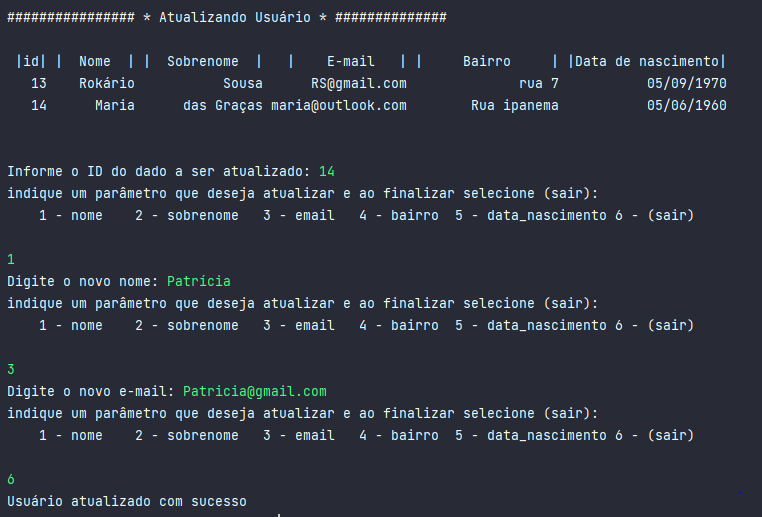 ################ * Atualizando Usuário * ##############
|id| |  Nome  | |  Sobrenome  |   |    E-mail   | |     Bairro     | |Data de nascimento|
13    Rokário           Sousa      RS@gmail.com              rua 7           05/09/1970
14      Maria      das Graças maria@outlook.com        Rua ipanema           05/06/1960
Informe o ID do dado a ser atualizado: 14
indique um parâmetro que deseja atualizar e ao finalizar selecione (sair):
1 - nome    2 - sobrenome   3 - email   4 - bairro  5 - data_nascimento 6 - (sair)
1
Digite o novo nome: Patrícia
indique um parâmetro que deseja atualizar e ao finalizar selecione (sair):
1 - nome    2 - sobrenome   3 - email   4 - bairro  5 - data_nascimento 6 - (sair)
3
Digite o novo e-mail: Patricia@gmail.com
indique um parâmetro que deseja atualizar e ao finalizar selecione (sair):
1 - nome    2 - sobrenome   3 - email   4 - bairro  5 - data_nascimento 6 - (sair)
6
Usuário atualizado com sucesso